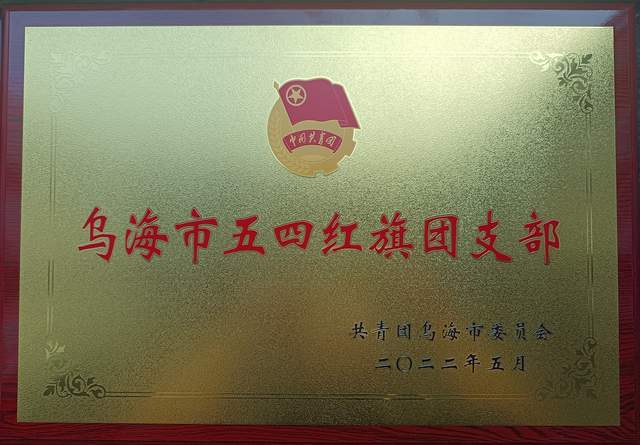 中国共青团
乌海市五四红旗团支部
共青团乌海市委员会
二〇二二年五月